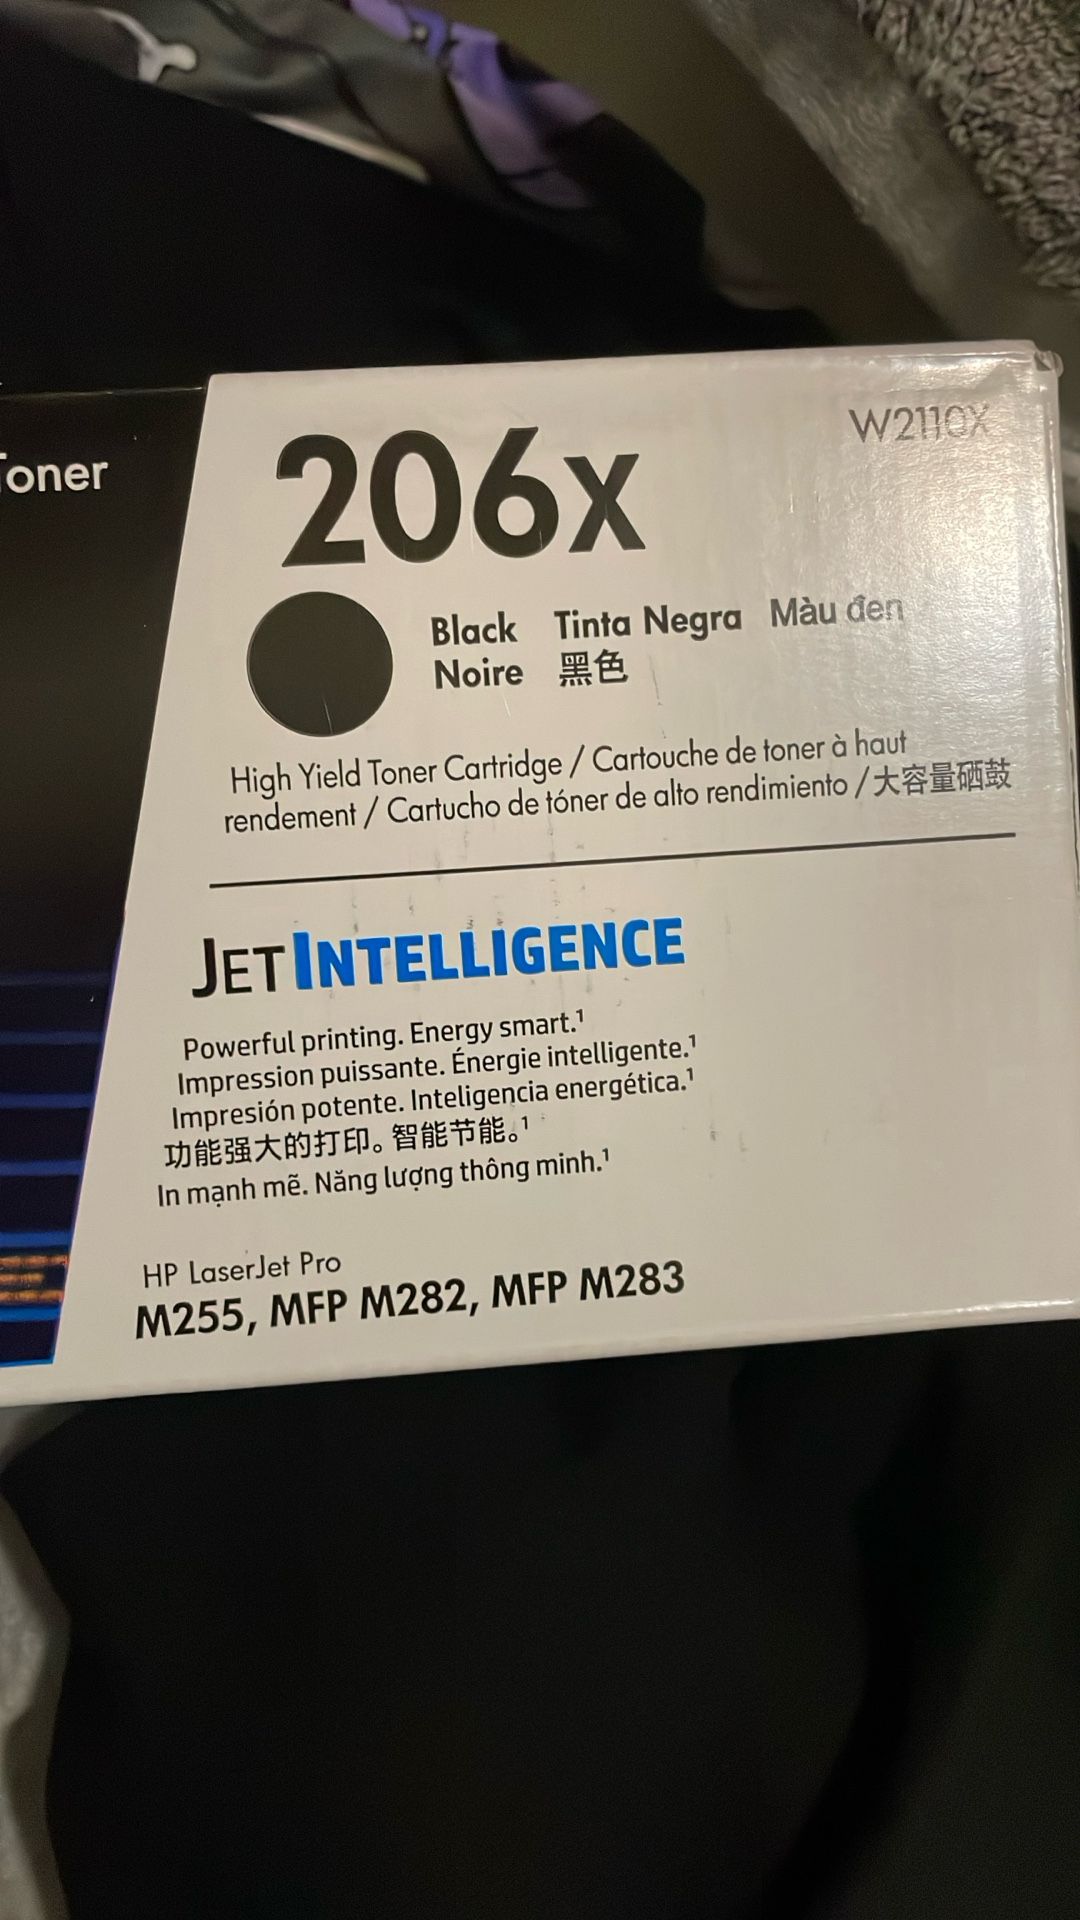 Toner
206X
W2110X
Black Tinta Negra Màu đen
Noire 黑色
High Yield Toner Cartridge / Cartouche de toner à haut
rendement / Cartucho de tóner de alto rendimiento / 大容量硒鼓
JETINTELLIGENCE
Powerful printing. Energy smart.¹
Impression puissante. Énergie intelligente.¹
Impresión potente. Inteligencia energética.¹
功能强大的打印。智能节能。¹
In mạnh mẽ. Năng lượng thông minh.¹
HP LaserJet Pro
M255, MFP M282, MFP M283